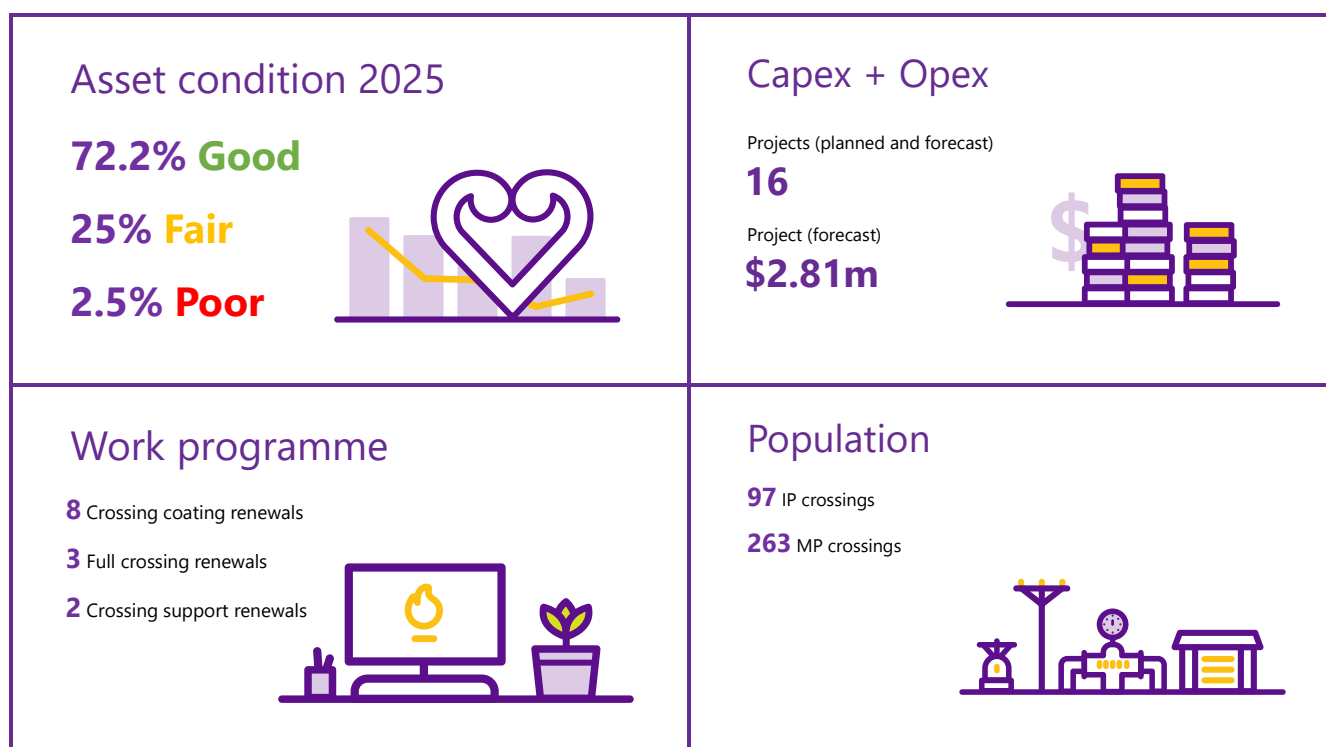 Asset condition 2025
72.2% Good
25% Fair
2.5% Poor
Capex + Opex
Projects (planned and forecast)
16
Project (forecast)
$2.81m
$
Work programme
8 Crossing coating renewals
3 Full crossing renewals
2 Crossing support renewals
Population
97 IP crossings
263 MP crossings